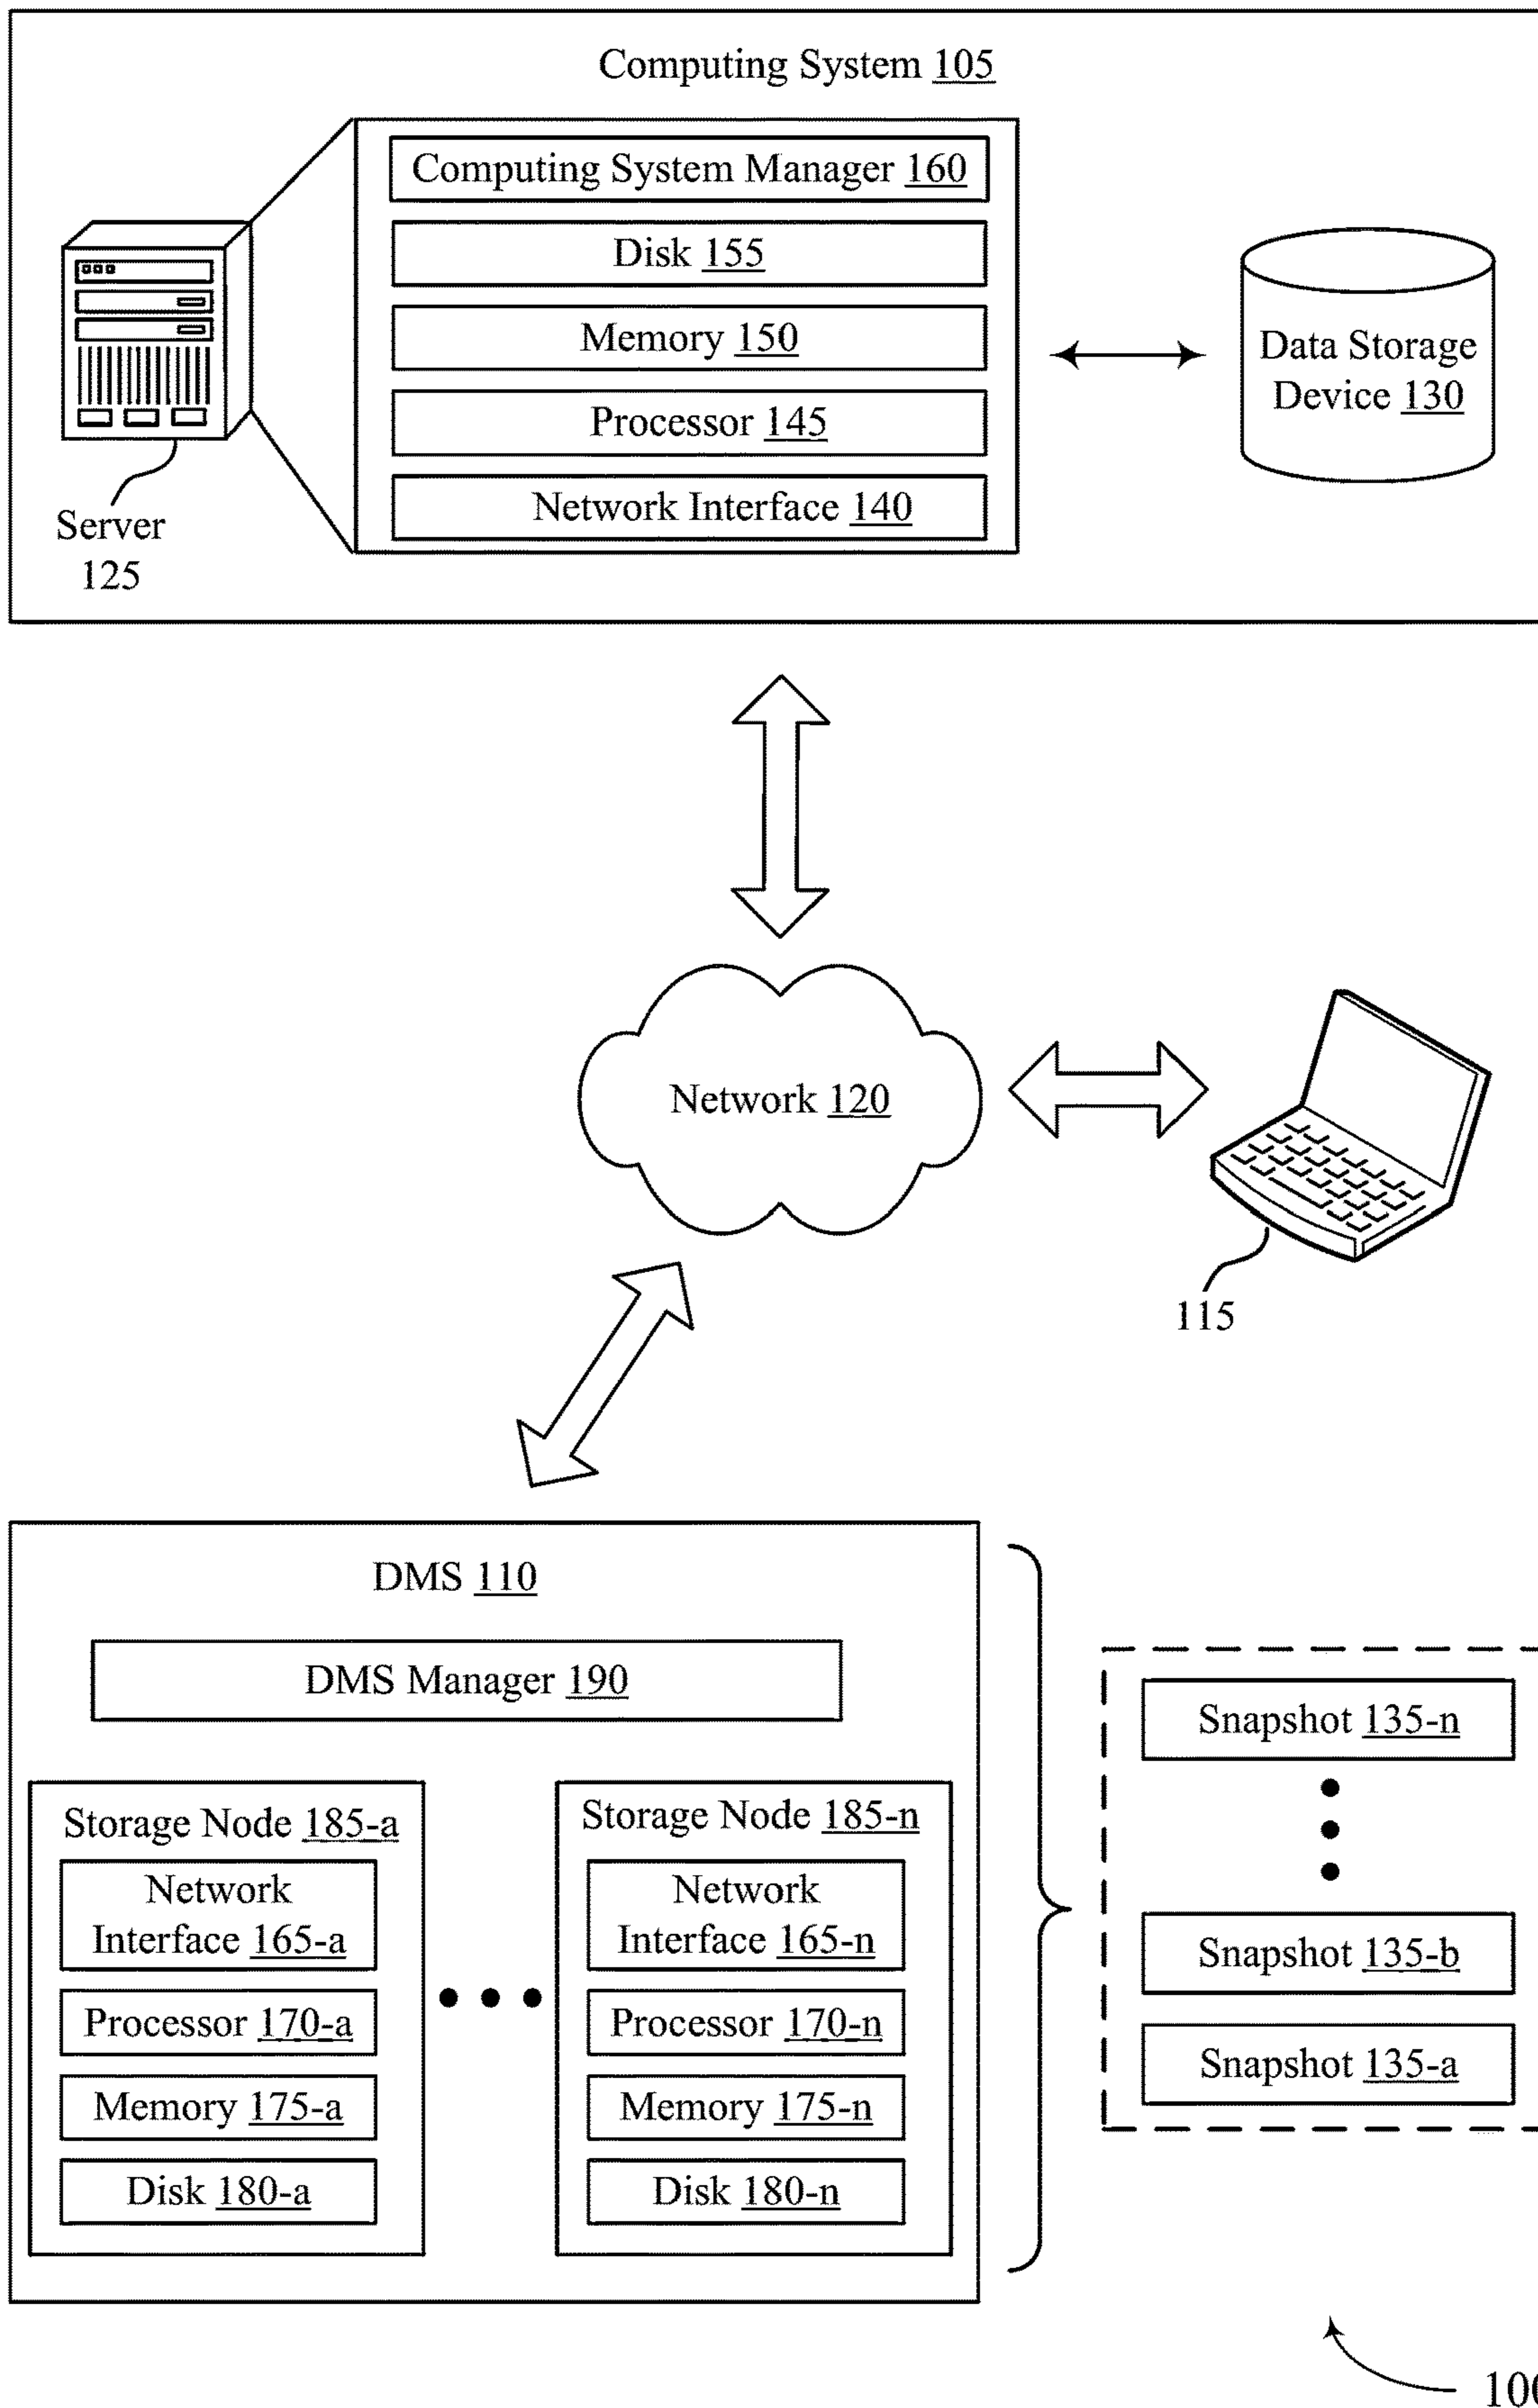 Computing System 105
Computing System Manager 160
Disk 155
Memory 150
Processor 145
Network Interface 140
Data Storage
Device 130
Server
125
Network 120
115
DMS 110
DMS Manager 190
Storage Node 185-a
Network
Interface 165-a
Processor 170-a
Memory 175-a
Disk 180-a
Storage Node 185-n
Network
Interface 165-n
Processor 170-n
Memory 175-n
Disk 180-n
Snapshot 135-n
Snapshot 135-b
Snapshot 135-a